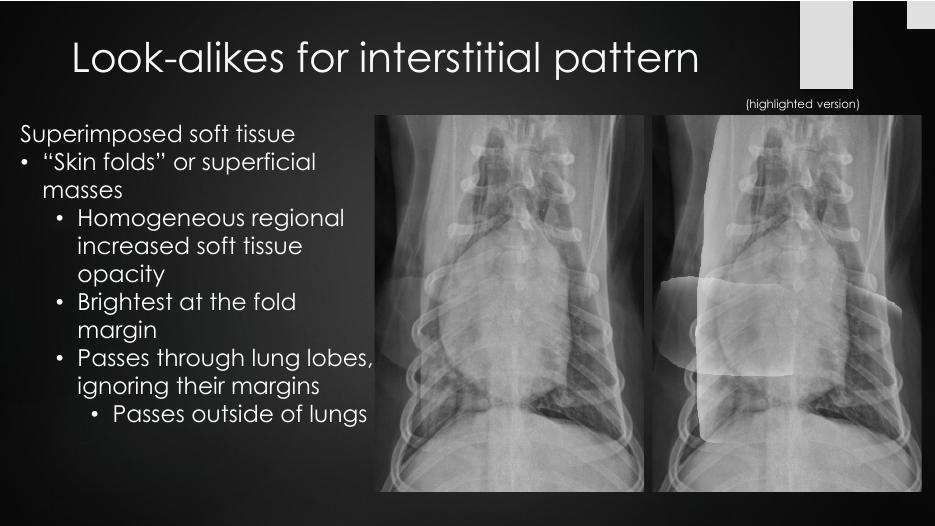 Look-alikes for interstitial pattern
(highlighted version)
Superimposed soft tissue
• “Skin folds” or superficial
masses
• Homogeneous regional
increased soft tissue
opacity
• Brightest at the fold
margin
• Passes through lung lobes,
ignoring their margins
• Passes outside of lungs